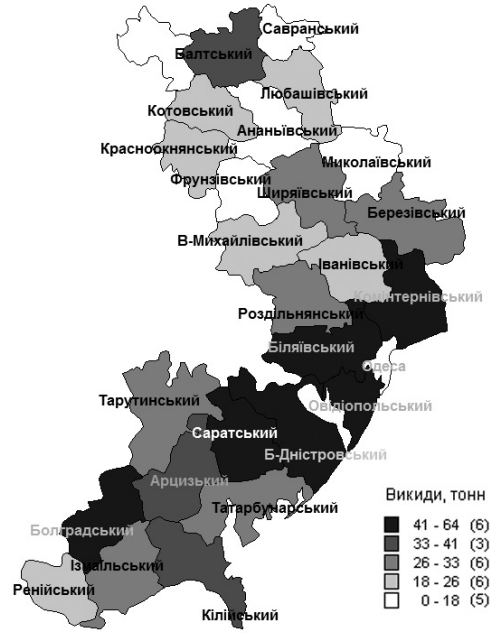 Савранський
Балтський
Любашівський
Котовський
Ананьївський
Красноокнянський
Миколаївський
Фрунзівський
Ширяївський
Березівський
В-Михайлівський
Іванівський
Комінтернівський
Роздільнянський
Біляївський
Одеса
Тарутинський
Овідіопольський
Саратський
Б-Дністровський
Арцизький
Татарбунарський
Болградський
Ізмаїльський
Ренійський
Кілійський
Викиди, тонн
41 - 64 (6)
33 - 41 (3)
26 - 33 (6)
18 - 26 (6)
0 - 18 (5)